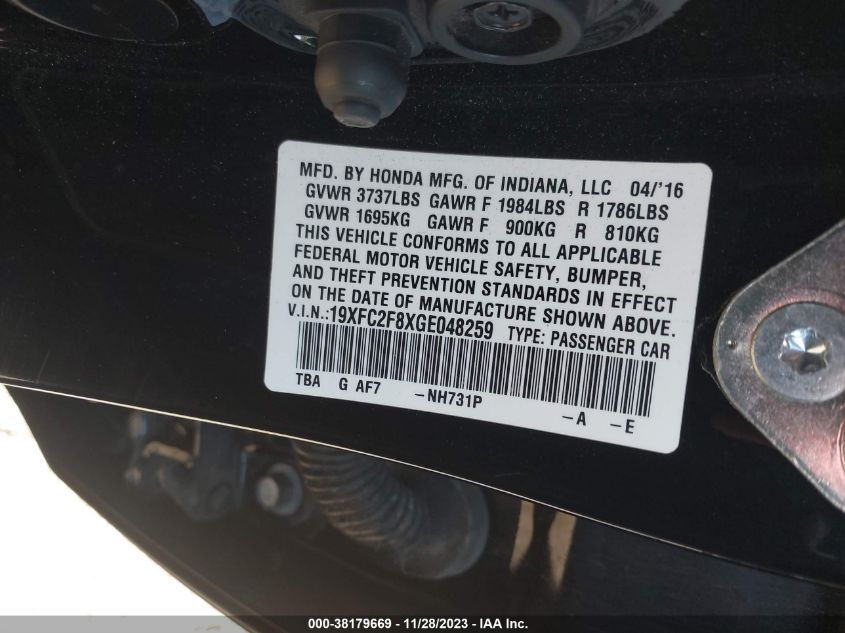 MFD. BY HONDA MFG. OF INDIANA, LLC 04/'16
GVWR 3737LBS GAWR F 1984LBS R 1786LBS
GVWR 1695KG GAWR F 900KG R 810KG
THIS VEHICLE CONFORMS TO ALL APPLICABLE
FEDERAL MOTOR VEHICLE SAFETY, BUMPER,
AND THEFT PREVENTION STANDARDS IN EFFECT
ON THE DATE OF MANUFACTURE SHOWN ABOVE.
V.I.N.:19XFC2F8XGE048259 TYPE: PASSENGER CAR
TBA G AF7 -NH731P -A -E
000-38179669 / 11/28/2023 - IAA Inc.